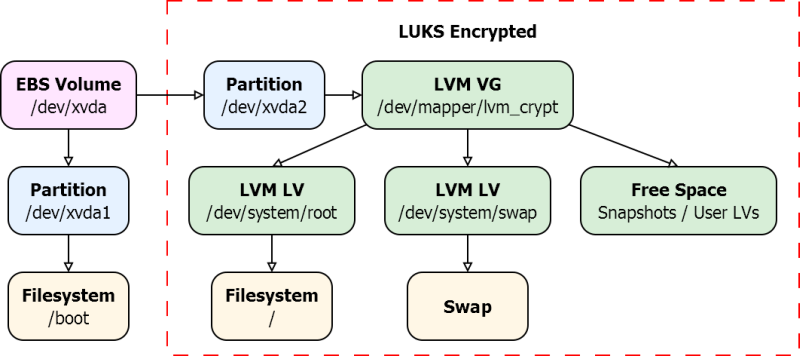 LUKS Encrypted
EBS Volume
/dev/xvda
Partition
/dev/xvda2
LVM VG
/dev/mapper/lvm_crypt
Partition
/dev/xvda1
LVM LV
/dev/system/root
LVM LV
/dev/system/swap
Free Space
Snapshots / User LVs
Filesystem
/boot
Filesystem
/
Swap